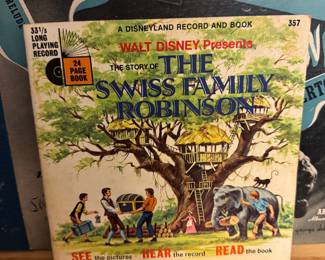 A DISNEYLAND RECORD AND BOOK
357
33⅓
LONG
PLAYING
RECORD
24
PAGE
BOOK
WALT DISNEY Presents
THE STORY OF THE
SWISS FAMILY
ROBINSON
SEE the pictures HEAR the record READ the book